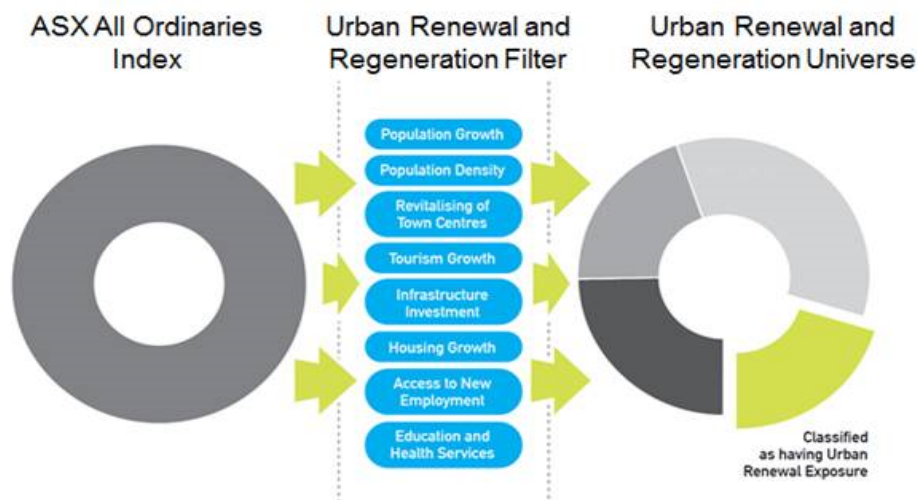 ASX All Ordinaries
Index
Urban Renewal and
Regeneration Filter
Urban Renewal and
Regeneration Universe
Population Growth
Population Density
Revitalising of
Town Centres
Tourism Growth
Infrastructure
Investment
Housing Growth
Access to New
Employment
Education and
Health Services
Classified
as having Urban
Renewal Exposure